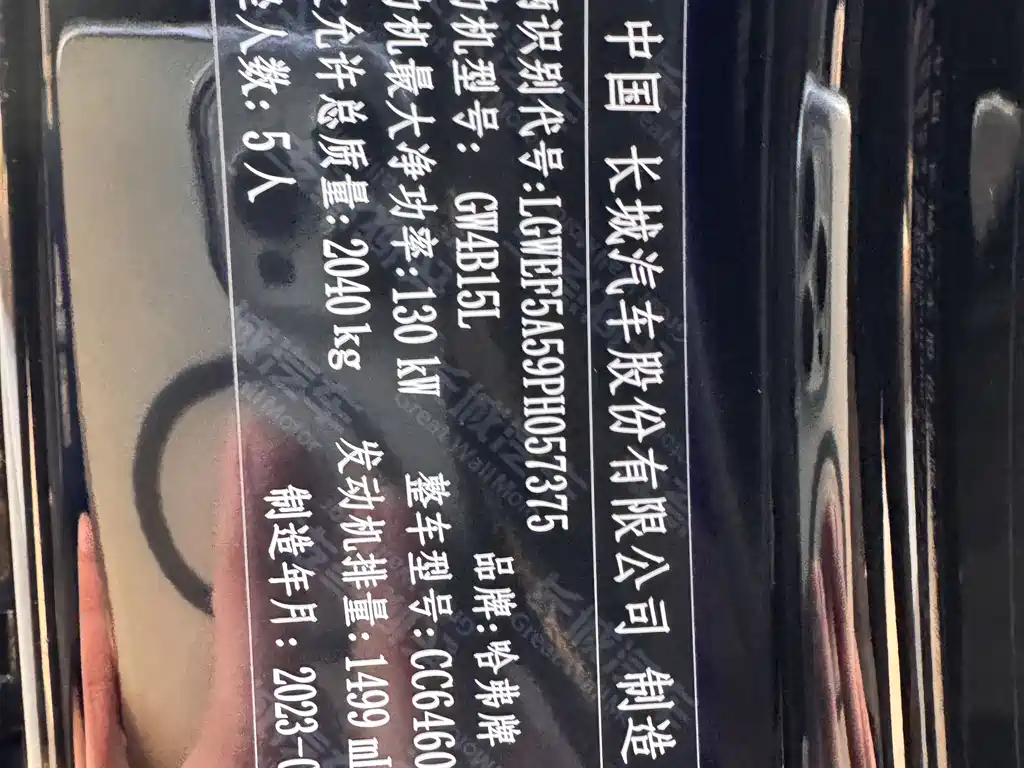 中国 长城汽车股份有限公司 制造
识别代号:LGWEF5A59PH057375
品牌:哈弗牌
机型号: GW4B15L
整车型号:CC6460
机最大净功率:130 kW
发动机排量:1499 ml
允许总质量: 2040 kg
制造年月: 2023-
人数: 5人